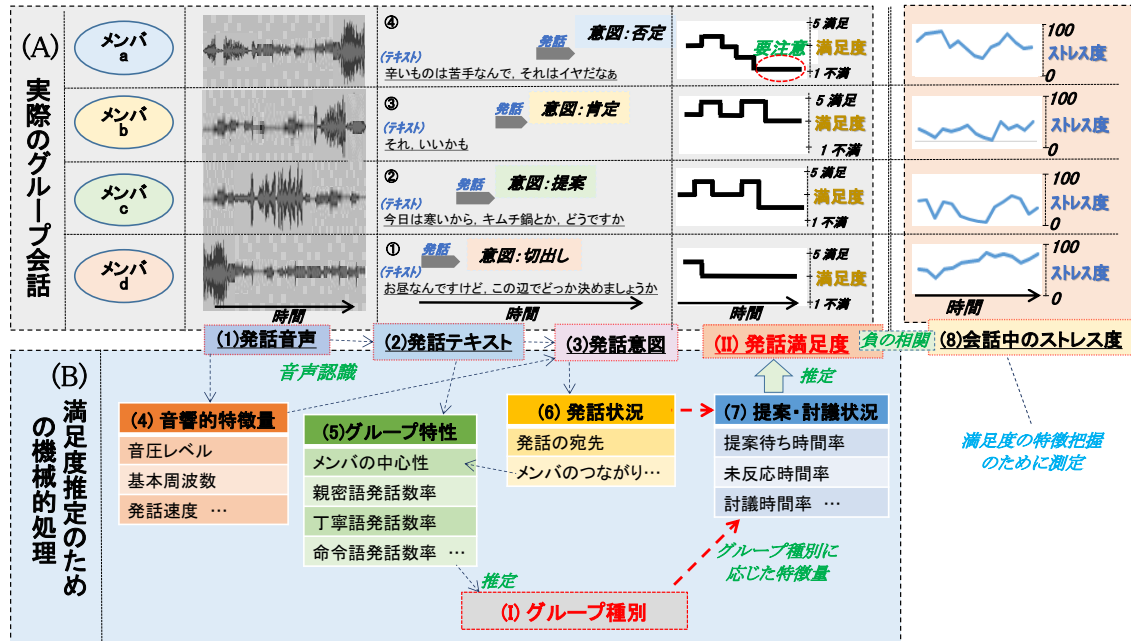 (A)
実際のグループ会話
メンバ
a
④
発話
意図：否定
(テキスト)
辛いものは苦手なんで，それはイヤだなぁ
要注意
5 満足
満足度
1 不満
100
ストレス度
0
メンバ
b
③
発話
意図：肯定
(テキスト)
それ，いいかも
5 満足
満足度
1 不満
100
ストレス度
0
メンバ
c
②
発話
意図：提案
(テキスト)
今日は寒いから，キムチ鍋とか，どうですか
5 満足
満足度
1 不満
100
ストレス度
0
メンバ
d
①
発話
意図：切出し
(テキスト)
お昼なんですけど，この辺でどっか決めましょうか
5 満足
満足度
1 不満
100
ストレス度
0
時間
時間
時間
時間
(1)発話音声
(2)発話テキスト
(3)発話意図
(II) 発話満足度
負の相関
(8)会話中のストレス度
(B)
満足度推定のため
の機械的処理
音声認識
推定
(4) 音響的特徴量
音圧レベル
基本周波数
発話速度 …
(5)グループ特性
メンバの中心性
親密語発話数率
丁寧語発話数率
命令語発話数率 …
(6) 発話状況
発話の宛先
メンバのつながり…
(7) 提案・討議状況
提案待ち時間率
未反応時間率
討議時間率 …
満足度の特徴把握
のために測定
グループ種別に
応じた特徴量
推定
(I) グループ種別